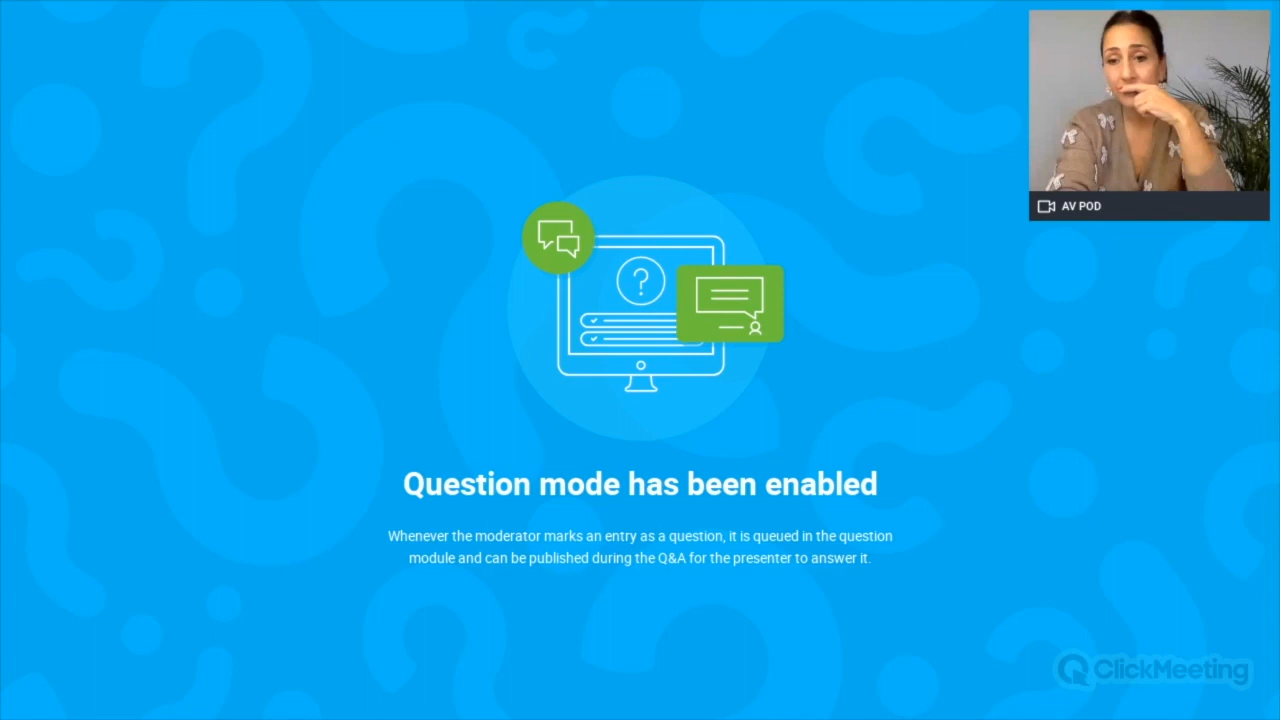 AV POD
?
Question mode has been enabled
Whenever the moderator marks an entry as a question, it is queued in the question
module and can be published during the Q&A for the presenter to answer it.
ClickMeeting